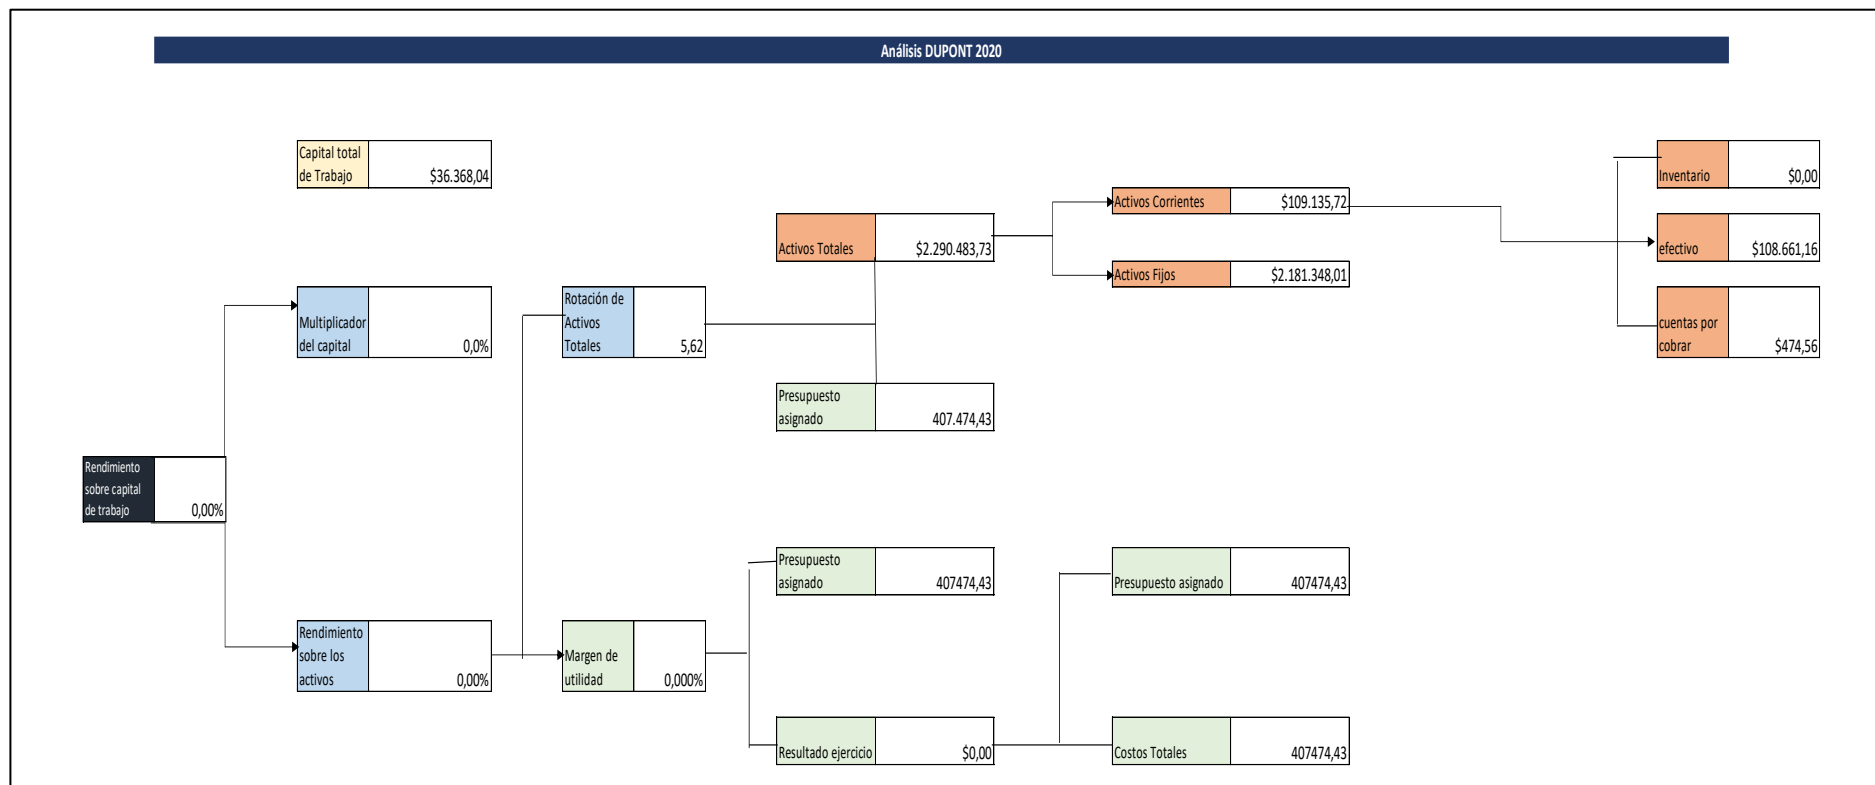 Análisis DUPONT 2020
Capital total
de Trabajo
$36.368,04
Inventario
$0,00
Activos Corrientes
$109.135,72
Activos Totales
$2.290.483,73
efectivo
$108.661,16
Activos Fijos
$2.181.348,01
Multiplicador
del capital
0,0%
Rotación de
Activos
Totales
5,62
cuentas por
cobrar
$474,56
Presupuesto
asignado
407.474,43
Rendimiento
sobre capital
de trabajo
0,00%
Presupuesto
asignado
407474,43
Presupuesto asignado
407474,43
Rendimiento
sobre los
activos
0,00%
Margen de
utilidad
0,000%
Resultado ejercicio
$0,00
Costos Totales
407474,43